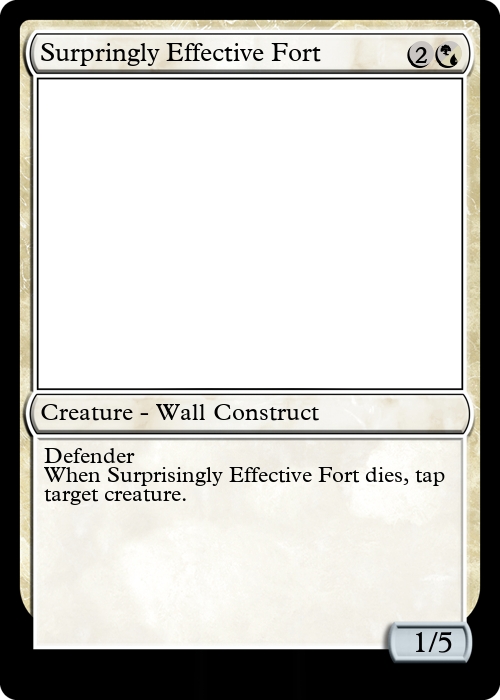 Surpringly Effective Fort 2
Creature - Wall Construct
Defender
When Surprisingly Effective Fort dies, tap
target creature.
1/5